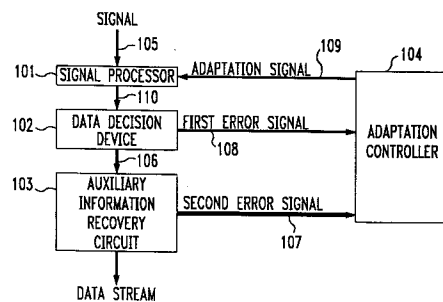 SIGNAL
105
109
104
101
SIGNAL PROCESSOR
ADAPTATION SIGNAL
110
102
DATA DECISION
DEVICE
FIRST ERROR SIGNAL
108
ADAPTATION
CONTROLLER
106
103
AUXILIARY
INFORMATION
RECOVERY
CIRCUIT
SECOND ERROR SIGNAL
107
DATA STREAM